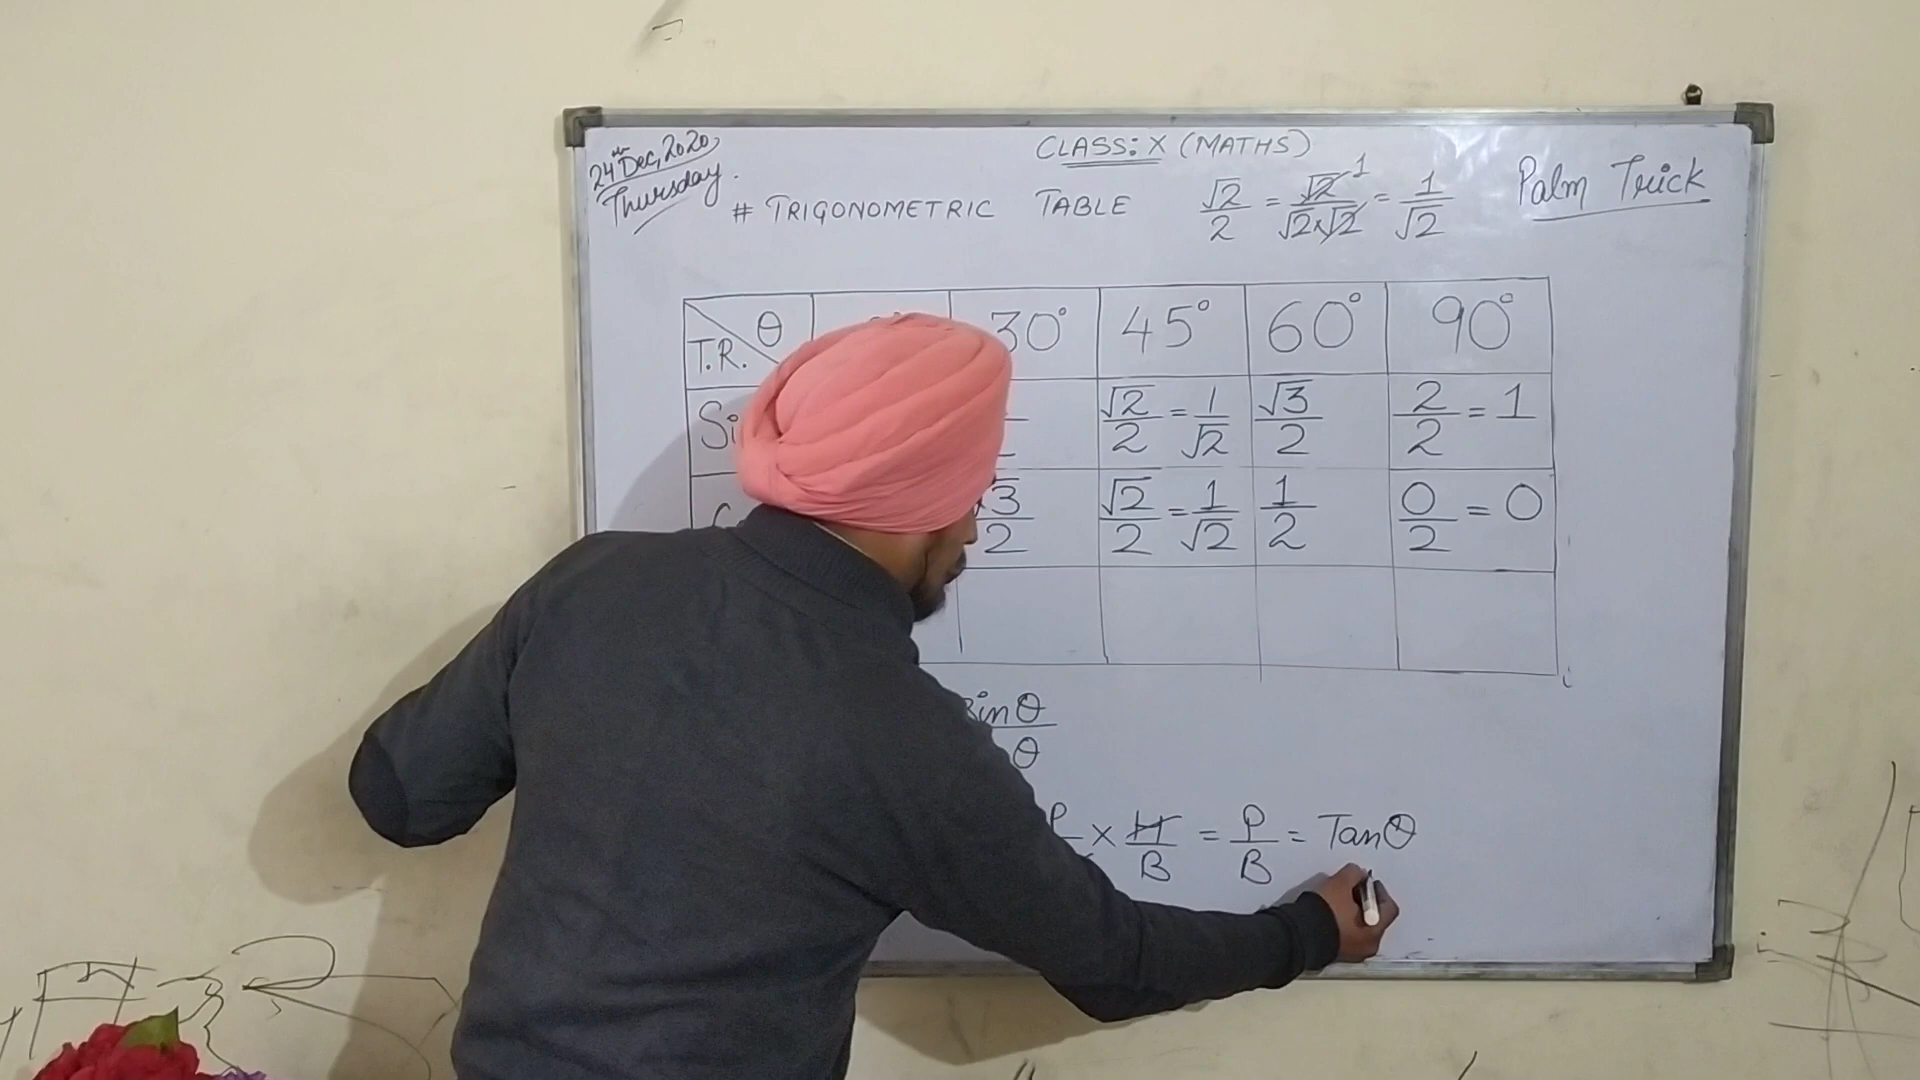 24th Dec, 2020,
Thursday.
CLASS: X (MATHS)
# TRIGONOMETRIC TABLE
√2/2 = √2/√2×√2 1 = 1/√2
Palm Trick
T.R. θ 30° 45° 60° 90°
Si √2/2 = 1/√2 √3/2 2/2 = 1
√3/2 √2/2 = 1/√2 1/2 0/2 = 0
Sinθ
θ
P × H/B = P/B = Tanθ